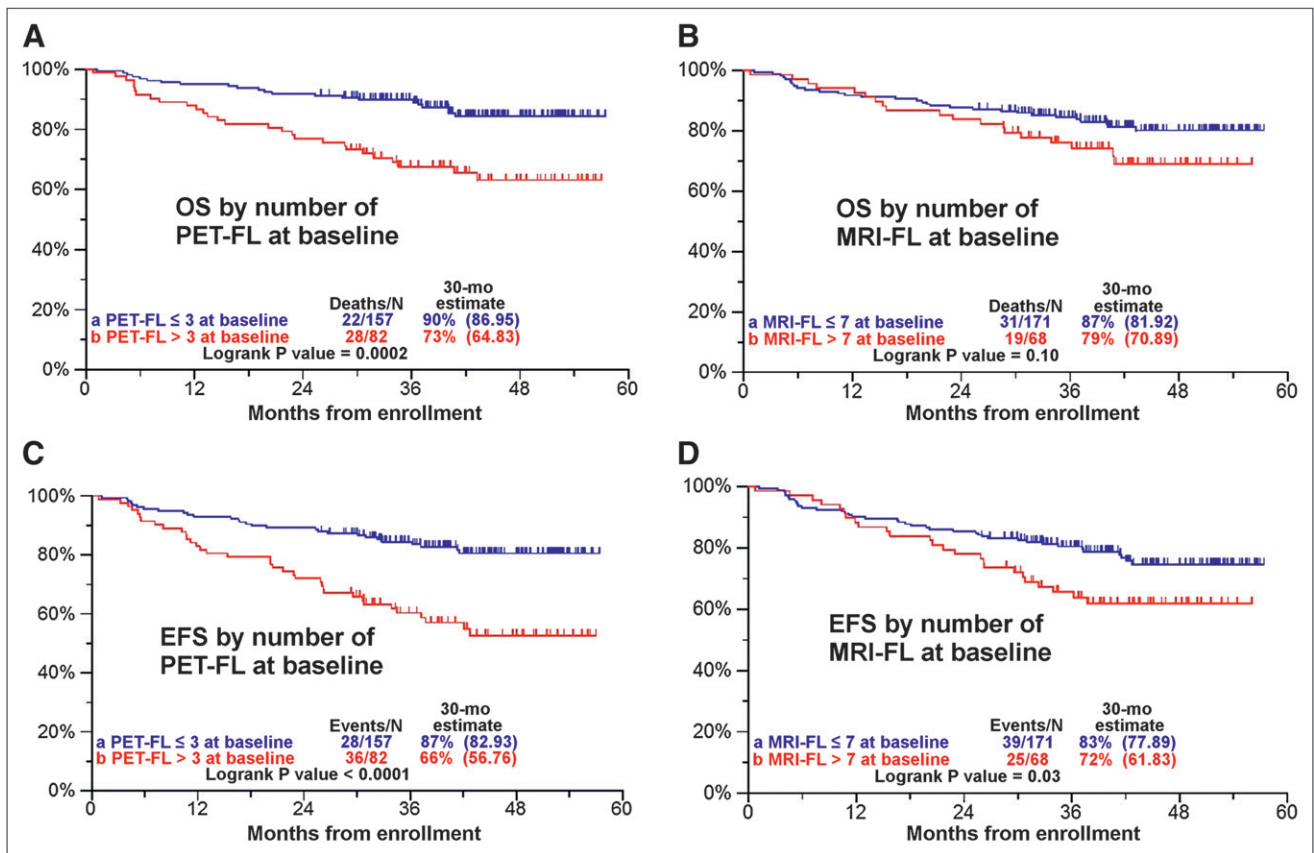 A
100%
80%
60%
40%
20%
0%
OS by number of
PET-FL at baseline
Deaths/N
30-mo
estimate
a PET-FL ≤ 3 at baseline 22/157 90% (86.95)
b PET-FL > 3 at baseline 28/82 73% (64.83)
Logrank P value = 0.0002
0 12 24 36 48 60
Months from enrollment
B
100%
80%
60%
40%
20%
0%
OS by number of
MRI-FL at baseline
Deaths/N
30-mo
estimate
a MRI-FL ≤ 7 at baseline 31/171 87% (81.92)
b MRI-FL > 7 at baseline 19/68 79% (70.89)
Logrank P value = 0.10
0 12 24 36 48 60
Months from enrollment
C
100%
80%
60%
40%
20%
0%
EFS by number of
PET-FL at baseline
Events/N
30-mo
estimate
a PET-FL ≤ 3 at baseline 28/157 87% (82.93)
b PET-FL > 3 at baseline 36/82 66% (56.76)
Logrank P value < 0.0001
0 12 24 36 48 60
Months from enrollment
D
100%
80%
60%
40%
20%
0%
EFS by number of
MRI-FL at baseline
Events/N
30-mo
estimate
a MRI-FL ≤ 7 at baseline 39/171 83% (77.89)
b MRI-FL > 7 at baseline 25/68 72% (61.83)
Logrank P value = 0.03
0 12 24 36 48 60
Months from enrollment